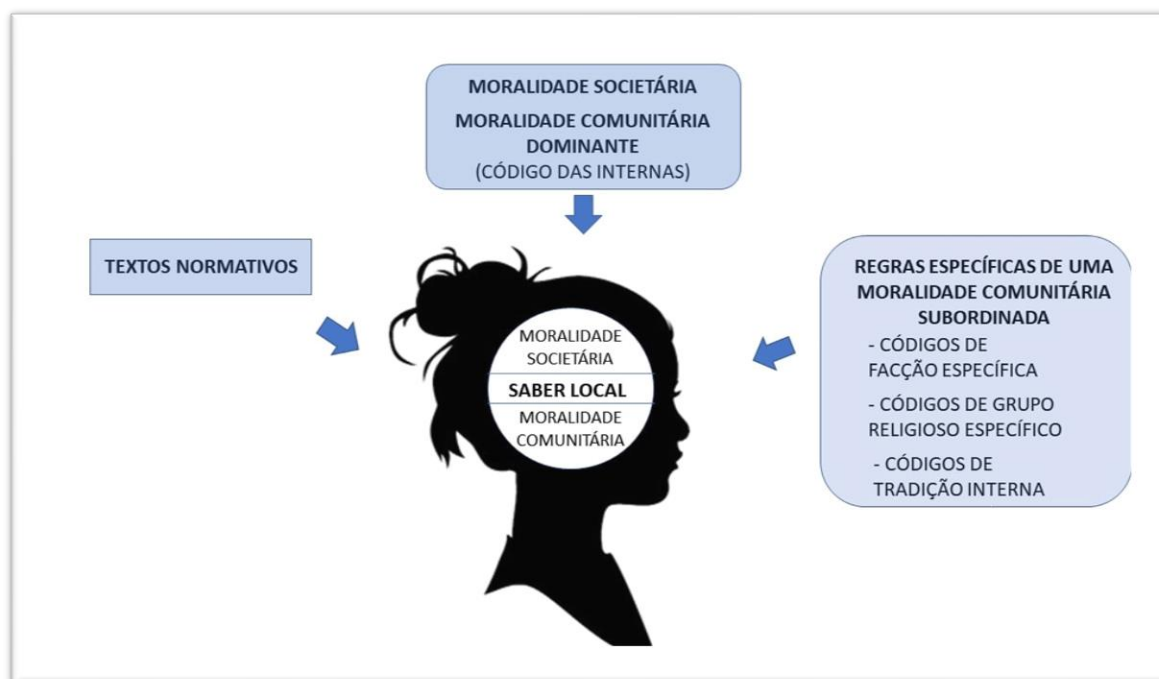 MORALIDADE SOCIETÁRIA
MORALIDADE COMUNITÁRIA
DOMINANTE
(CÓDIGO DAS INTERNAS)
TEXTOS NORMATIVOS
MORALIDADE
SOCIETÁRIA
SABER LOCAL
MORALIDADE
COMUNITÁRIA
REGRAS ESPECÍFICAS DE UMA
MORALIDADE COMUNITÁRIA
SUBORDINADA
- CÓDIGOS DE
FACÇÃO ESPECÍFICA
- CÓDIGOS DE GRUPO
RELIGIOSO ESPECÍFICO
- CÓDIGOS DE
TRADIÇÃO INTERNA